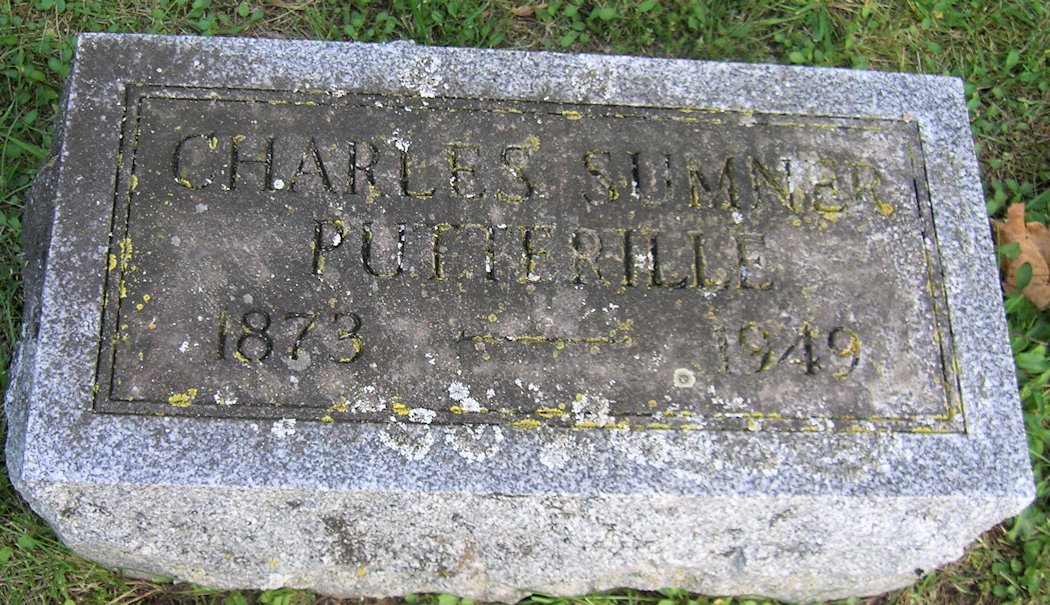 CHARLES SUMNER
PUTTERILLE
1873 — 1949